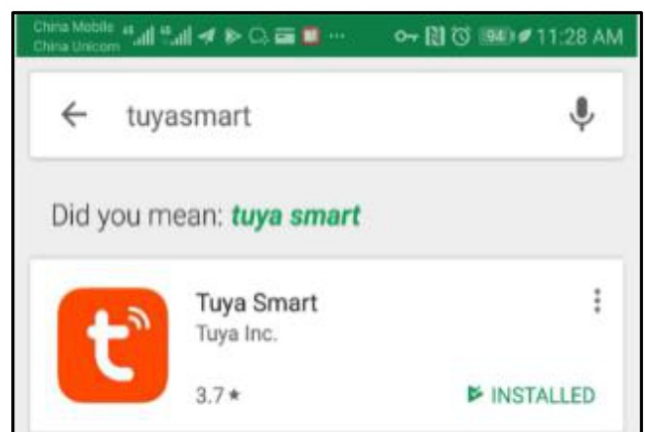 China Mobile
China Unicom
94 11:28 AM
tuyasmart
Did you mean: tuya smart
Tuya Smart
Tuya Inc.
3.7★
INSTALLED